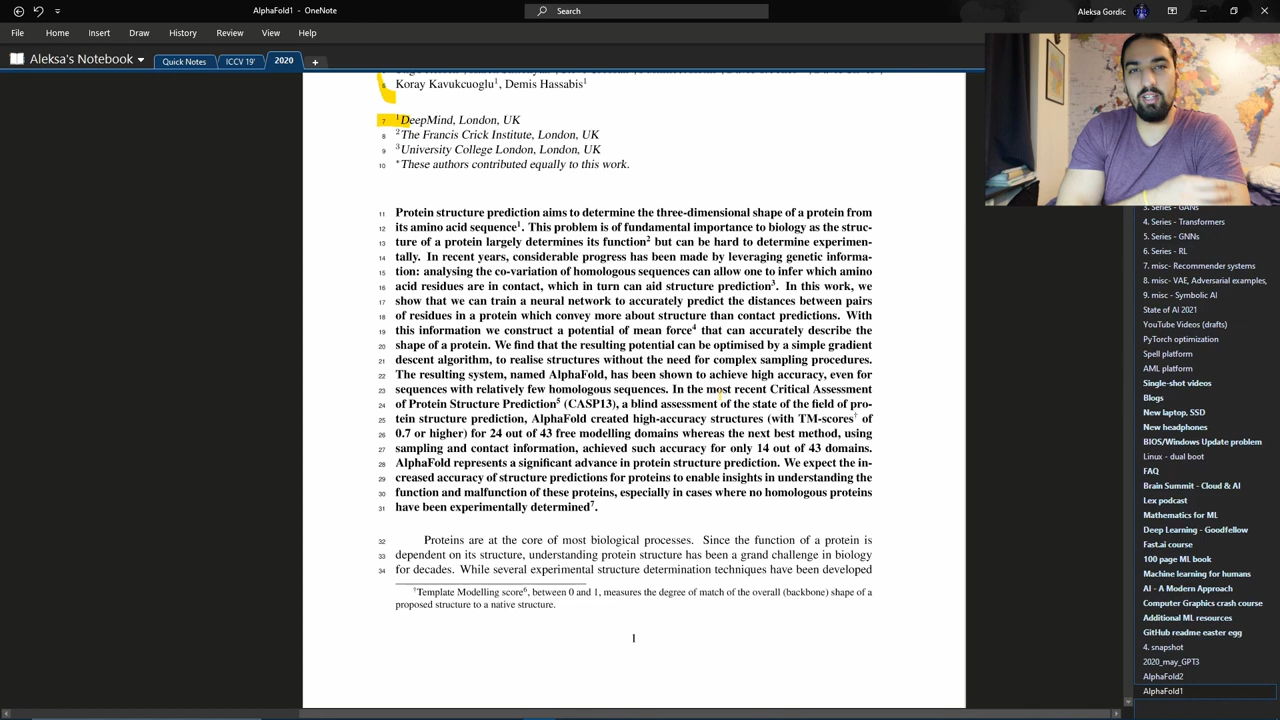 AlphaFold1 - OneNote
Search
Aleksa Gordic
File Home Insert Draw History Review View Help
Aleksa's Notebook
Quick Notes
ICCV 19'
2020
8 Koray Kavukcuoglu1, Demis Hassabis1
7 1DeepMind, London, UK
8 2The Francis Crick Institute, London, UK
9 3University College London, London, UK
10 *These authors contributed equally to this work.
11 Protein structure prediction aims to determine the three-dimensional shape of a protein from
12 its amino acid sequence1. This problem is of fundamental importance to biology as the struc-
13 ture of a protein largely determines its function2 but can be hard to determine experimen-
14 tally. In recent years, considerable progress has been made by leveraging genetic informa-
15 tion: analysing the co-variation of homologous sequences can allow one to infer which amino
16 acid residues are in contact, which in turn can aid structure prediction3. In this work, we
17 show that we can train a neural network to accurately predict the distances between pairs
18 of residues in a protein which convey more about structure than contact predictions. With
19 this information we construct a potential of mean force4 that can accurately describe the
20 shape of a protein. We find that the resulting potential can be optimised by a simple gradient
21 descent algorithm, to realise structures without the need for complex sampling procedures.
22 The resulting system, named AlphaFold, has been shown to achieve high accuracy, even for
23 sequences with relatively few homologous sequences. In the most recent Critical Assessment
24 of Protein Structure Prediction5 (CASP13), a blind assessment of the state of the field of pro-
25 tein structure prediction, AlphaFold created high-accuracy structures (with TM-scores† of
26 0.7 or higher) for 24 out of 43 free modelling domains whereas the next best method, using
27 sampling and contact information, achieved such accuracy for only 14 out of 43 domains.
28 AlphaFold represents a significant advance in protein structure prediction. We expect the in-
29 creased accuracy of structure predictions for proteins to enable insights in understanding the
30 function and malfunction of these proteins, especially in cases where no homologous proteins
31 have been experimentally determined7.
32 Proteins are at the core of most biological processes. Since the function of a protein is
33 dependent on its structure, understanding protein structure has been a grand challenge in biology
34 for decades. While several experimental structure determination techniques have been developed
†Template Modelling score6, between 0 and 1, measures the degree of match of the overall (backbone) shape of a
proposed structure to a native structure.
1
3. Series - GANs
4. Series - Transformers
5. Series - GNNs
6. Series - RL
7. misc- Recommender systems
8. misc - VAE, Adversarial examples,
9. misc - Symbolic AI
State of AI 2021
YouTube Videos (drafts)
PyTorch optimization
Spell platform
AML platform
Single-shot videos
Blogs
New laptop, SSD
New headphones
BIOS/Windows Update problem
Linux - dual boot
FAQ
Brain Summit - Cloud & AI
Lex podcast
Mathematics for ML
Deep Learning - Goodfellow
Fast.ai course
100 page ML book
Machine learning for humans
AI - A Modern Approach
Computer Graphics crash course
Additional ML resources
GitHub readme easter egg
4. snapshot
2020_may_GPT3
AlphaFold2
AlphaFold1